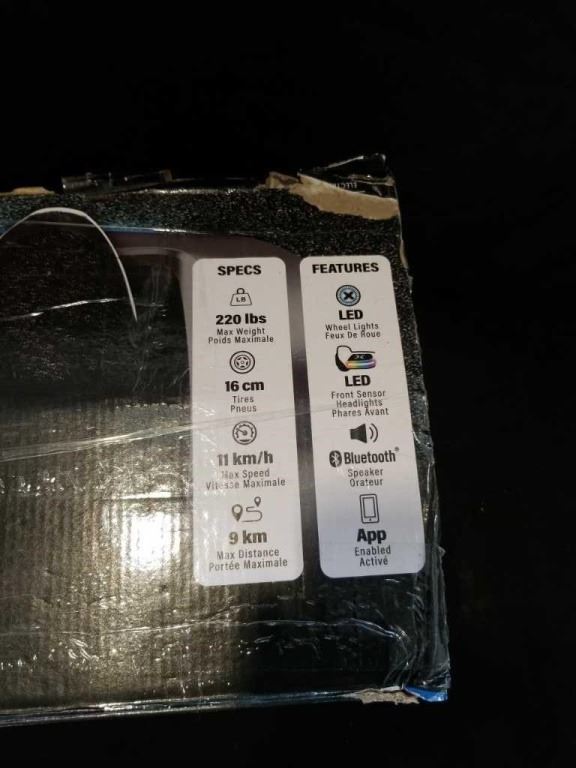 SPECS
LB
220 lbs
Max Weight
Poids Maximale
16 cm
Tires
Pneus
11 km/h
Max Speed
Vitesse Maximale
9 km
Max Distance
Portée Maximale
FEATURES
LED
Wheel Lights
Feux De Roue
LED
Front Sensor
Headlights
Phares Avant
Bluetooth®
Speaker
Orateur
App
Enabled
Activé